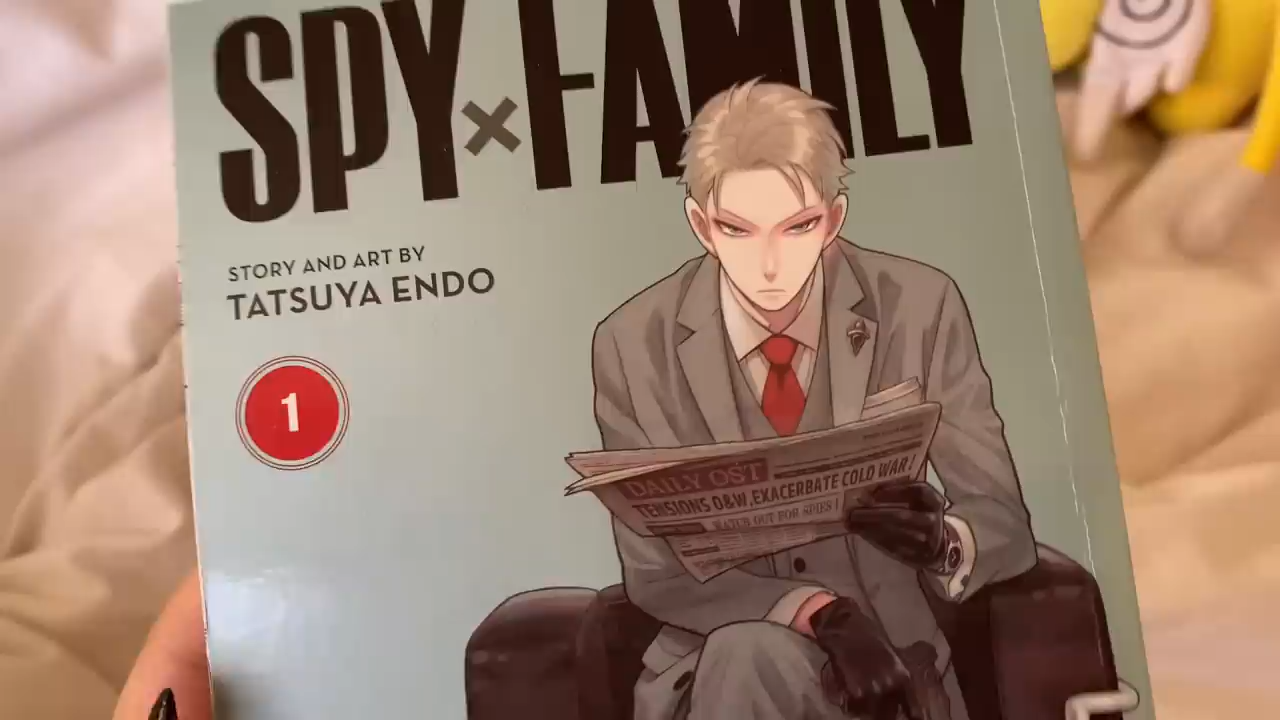 SPY×FAMILY
STORY AND ART BY
TATSUYA ENDO
1
DAILY OST
TENSIONS O&W,EXACERBATE COLD WAR!
WATCH OUT FOR SPIES!